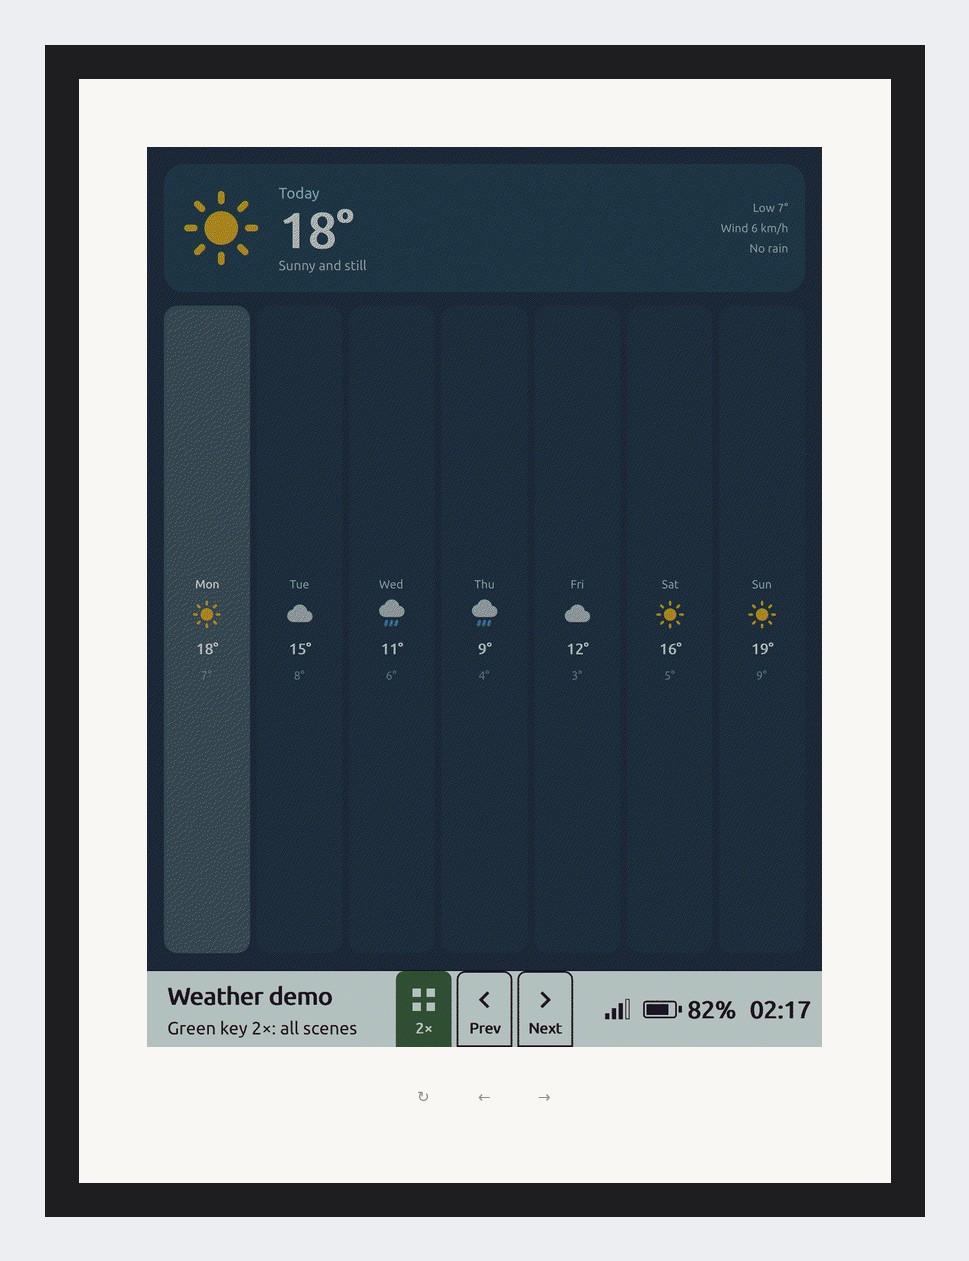 Today
18°
Sunny and still
Low 7°
Wind 6 km/h
No rain
Mon
18°
7°
Tue
15°
8°
Wed
11°
6°
Thu
9°
4°
Fri
12°
3°
Sat
16°
5°
Sun
19°
9°
Weather demo
Green key 2×: all scenes
2×
Prev
Next
82%
02:17